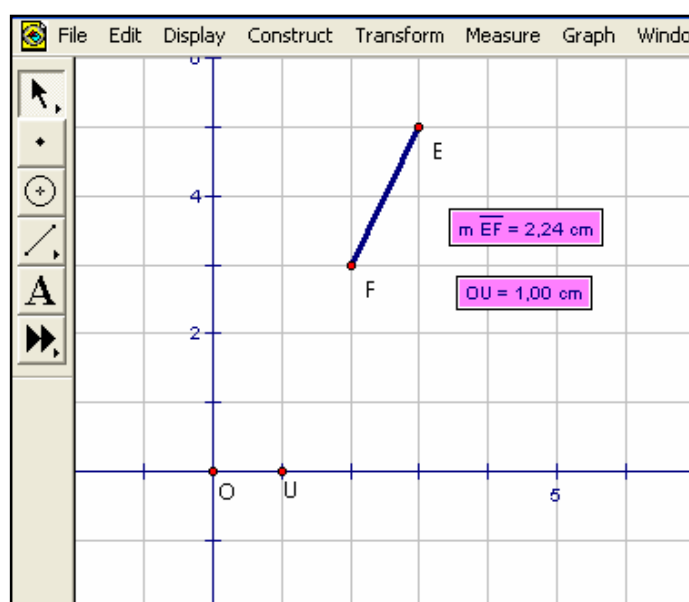 File Edit Display Construct Transform Measure Graph
A
E
4
m EF = 2,24 cm
F
OU = 1,00 cm
2
O U
5